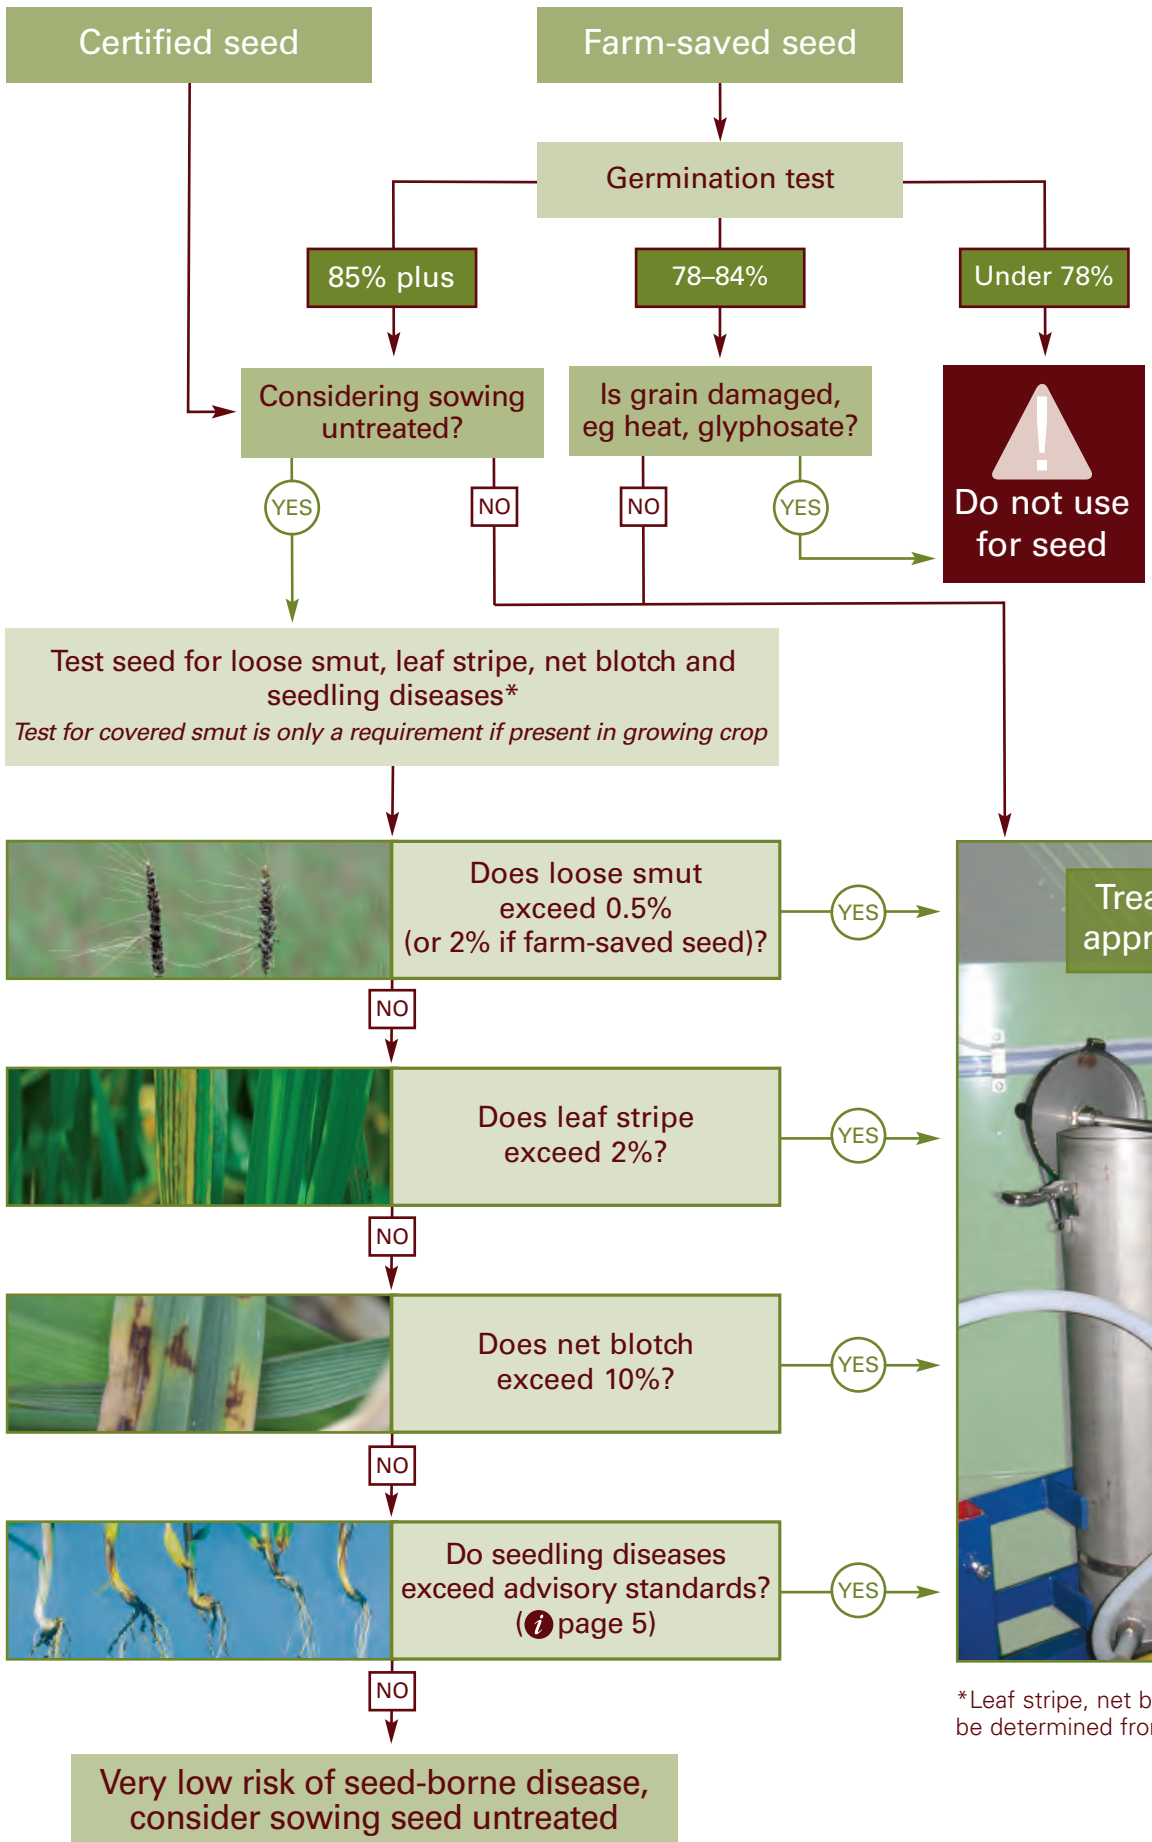 Certified seed
Farm-saved seed
Germination test
85% plus
78–84%
Under 78%
Considering sowing
untreated?
Is grain damaged,
eg heat, glyphosate?
Do not use
for seed
YES
NO
NO
YES
Test seed for loose smut, leaf stripe, net blotch and
seedling diseases*
Test for covered smut is only a requirement if present in growing crop
Does loose smut
exceed 0.5%
(or 2% if farm-saved seed)?
YES
NO
Does leaf stripe
exceed 2%?
YES
NO
Does net blotch
exceed 10%?
YES
NO
Do seedling diseases
exceed advisory standards?
(i page 5)
YES
NO
Very low risk of seed-borne disease,
consider sowing seed untreated
*Leaf stripe, net
be determined